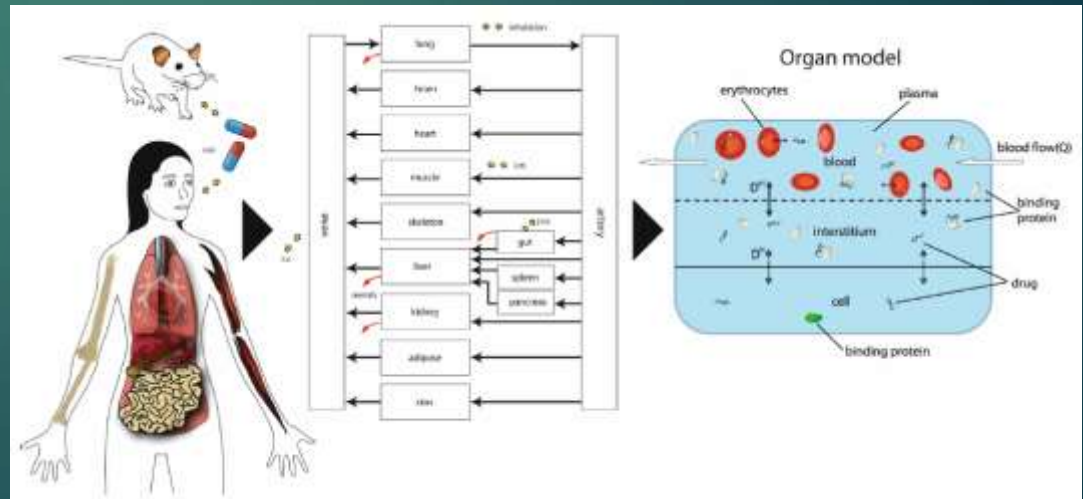 inhalation
lung
brain
heart
muscle
i.m.
skeleton
gut
liver
spleen
pancreas
kidney
adipose
skin
artery
Organ model
erythrocytes
plasma
blood
blood flow(Q)
binding
protein
interstitium
drug
cell
binding protein